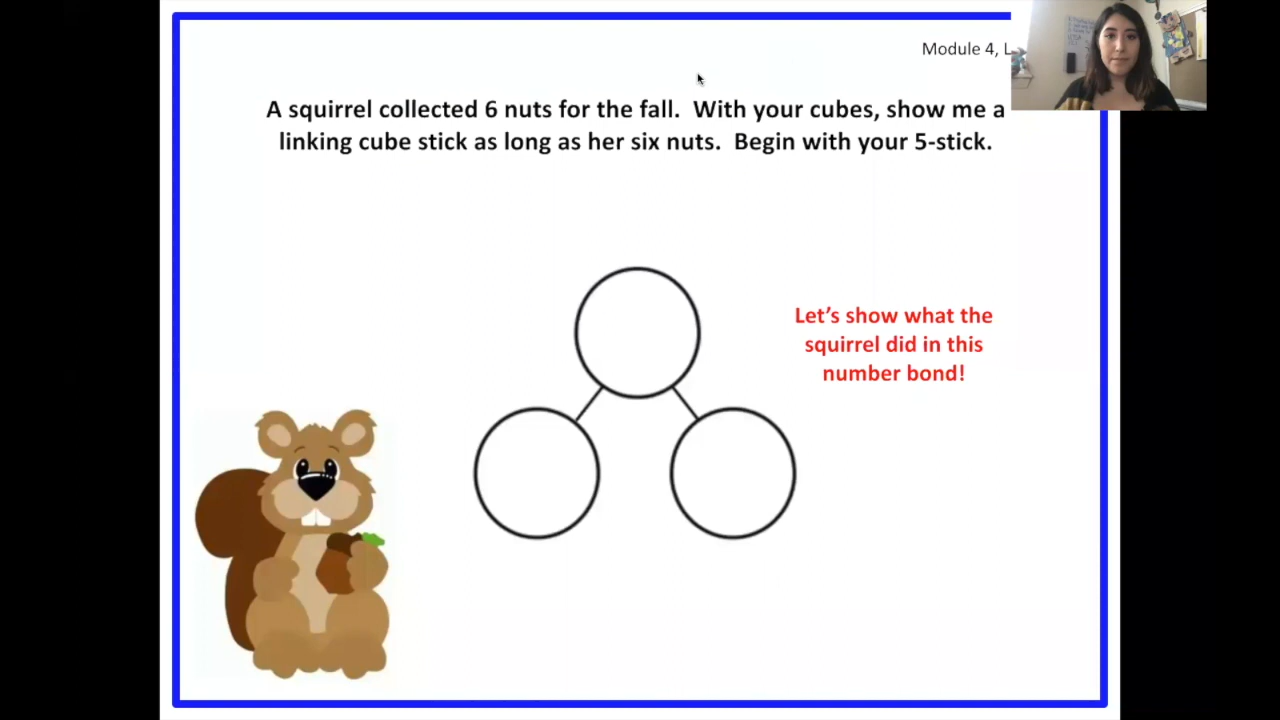 Module 4, L
A squirrel collected 6 nuts for the fall.  With your cubes, show me a
linking cube stick as long as her six nuts.  Begin with your 5-stick.
Let’s show what the
squirrel did in this
number bond!